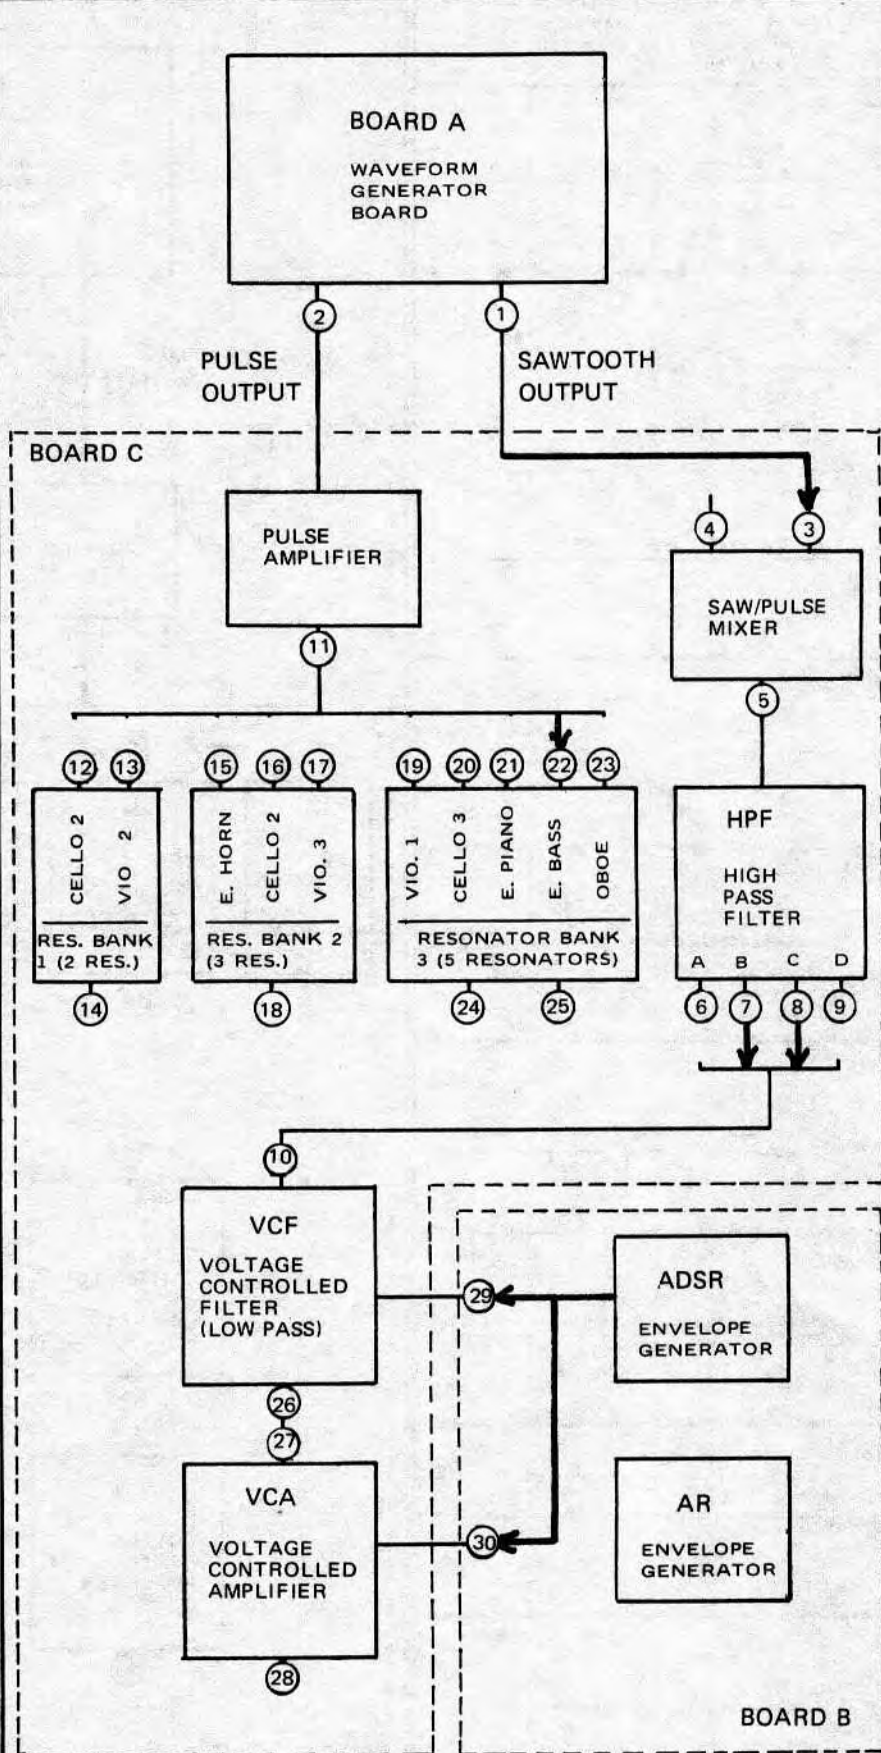 BOARD A
WAVEFORM
GENERATOR
BOARD
2
1
PULSE
OUTPUT
SAWTOOTH
OUTPUT
BOARD C
4
3
PULSE
AMPLIFIER
SAW/PULSE
MIXER
11
5
12
13
15
16
17
19
20
21
22
23
CELLO 2
VIO 2
E. HORN
CELLO 2
VIO. 3
VIO. 1
CELLO 3
E. PIANO
E. BASS
OBOE
RES. BANK
1 (2 RES.)
RES. BANK 2
(3 RES.)
RESONATOR BANK
3 (5 RESONATORS)
HPF
HIGH
PASS
FILTER
A B C D
14
18
24
25
6
7
8
9
10
VCF
VOLTAGE
CONTROLLED
FILTER
(LOW PASS)
29
ADSR
ENVELOPE
GENERATOR
26
27
VCA
VOLTAGE
CONTROLLED
AMPLIFIER
30
AR
ENVELOPE
GENERATOR
28
BOARD B